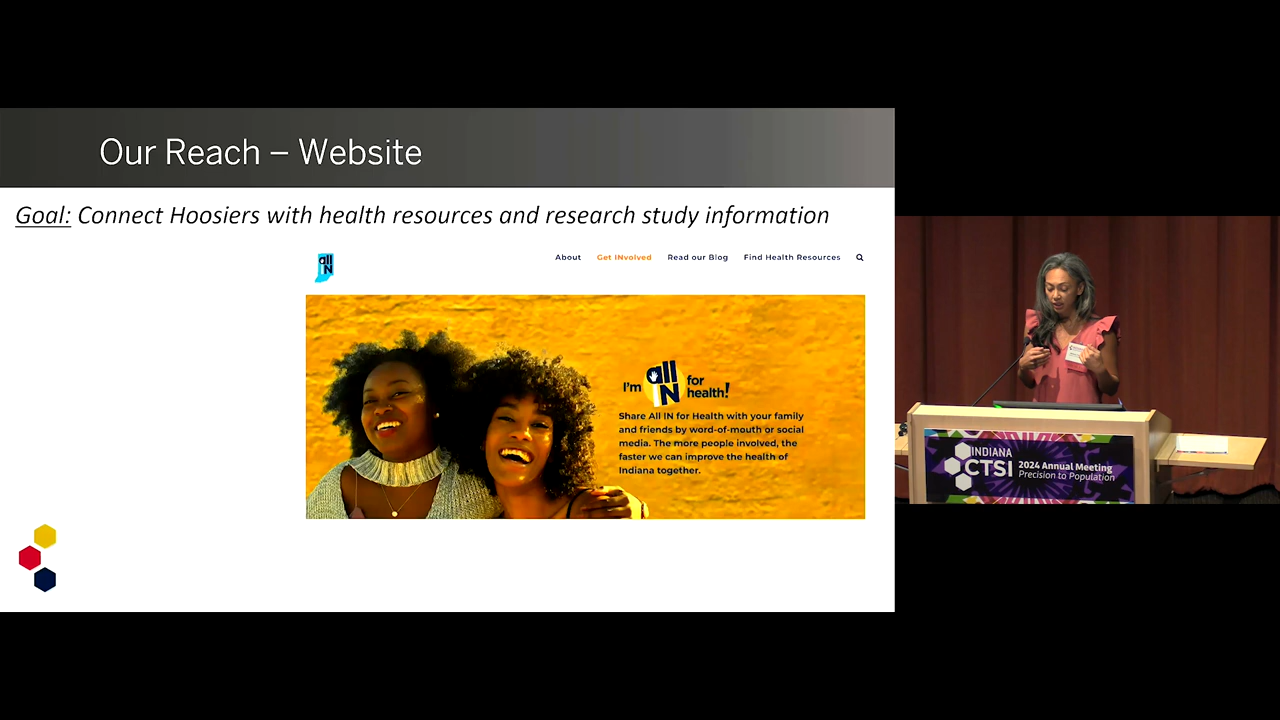 Our Reach – Website
Goal: Connect Hoosiers with health resources and research study information
all
IN
About Get INvolved Read our Blog Find Health Resources
I'm all IN for health!
Share All IN for Health with your family
and friends by word-of-mouth or social
media. The more people involved, the
faster we can improve the health of
Indiana together.
INDIANA
CTSI
2024 Annual Meeting
Precision to Population